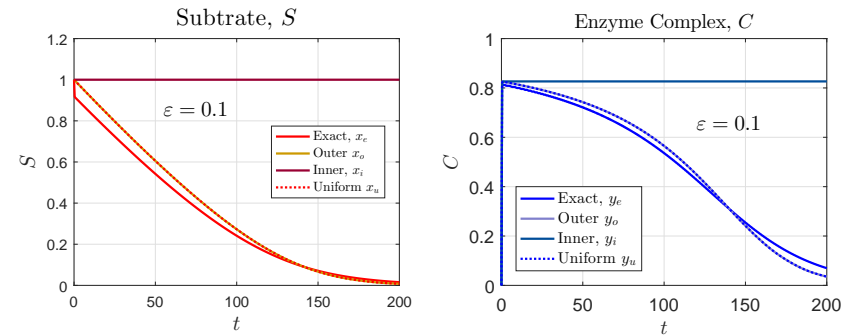 Subtrate, S
1.2
1
0.8
0.6
0.4
0.2
0
0 50 100 150 200
S
t
ε = 0.1
Exact, x_e
Outer x_o
Inner, x_i
Uniform x_u
Enzyme Complex, C
1
0.8
0.6
0.4
0.2
0
0 50 100 150 200
C
t
ε = 0.1
Exact, y_e
Outer y_o
Inner, y_i
Uniform y_u